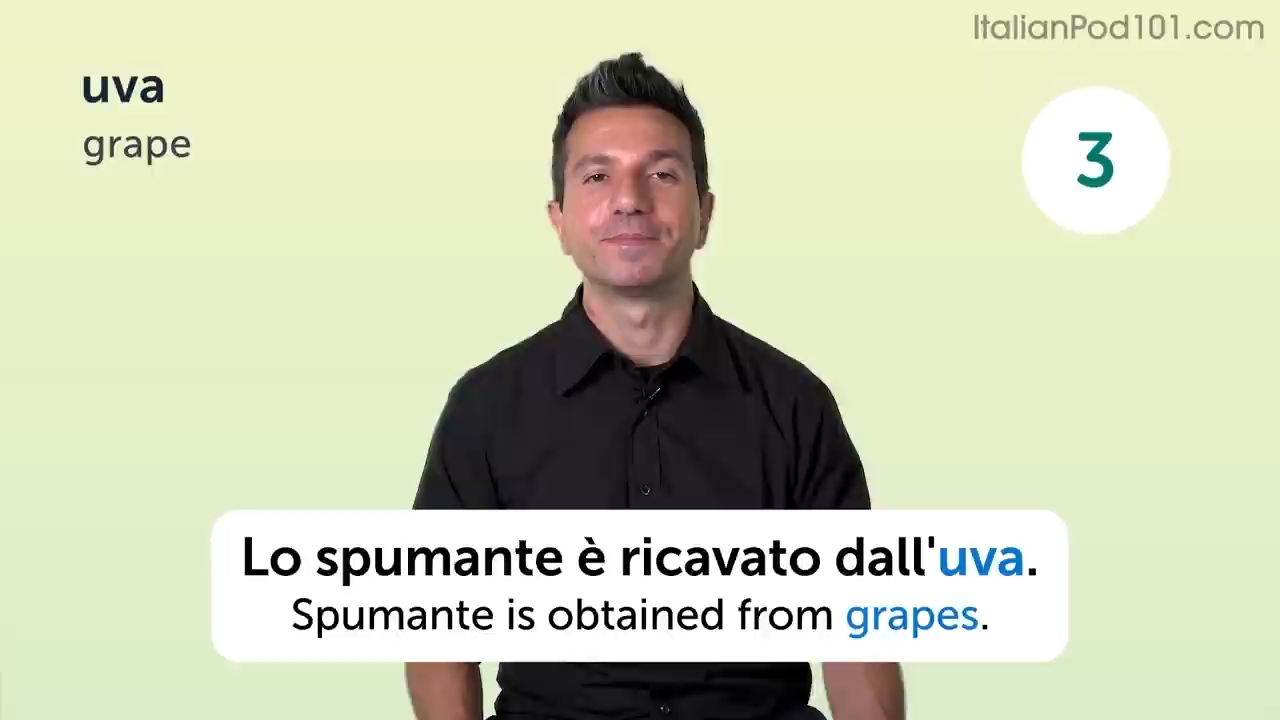 ItalianPod101.com
uva
grape
3
Lo spumante è ricavato dall'uva.
Spumante is obtained from grapes.